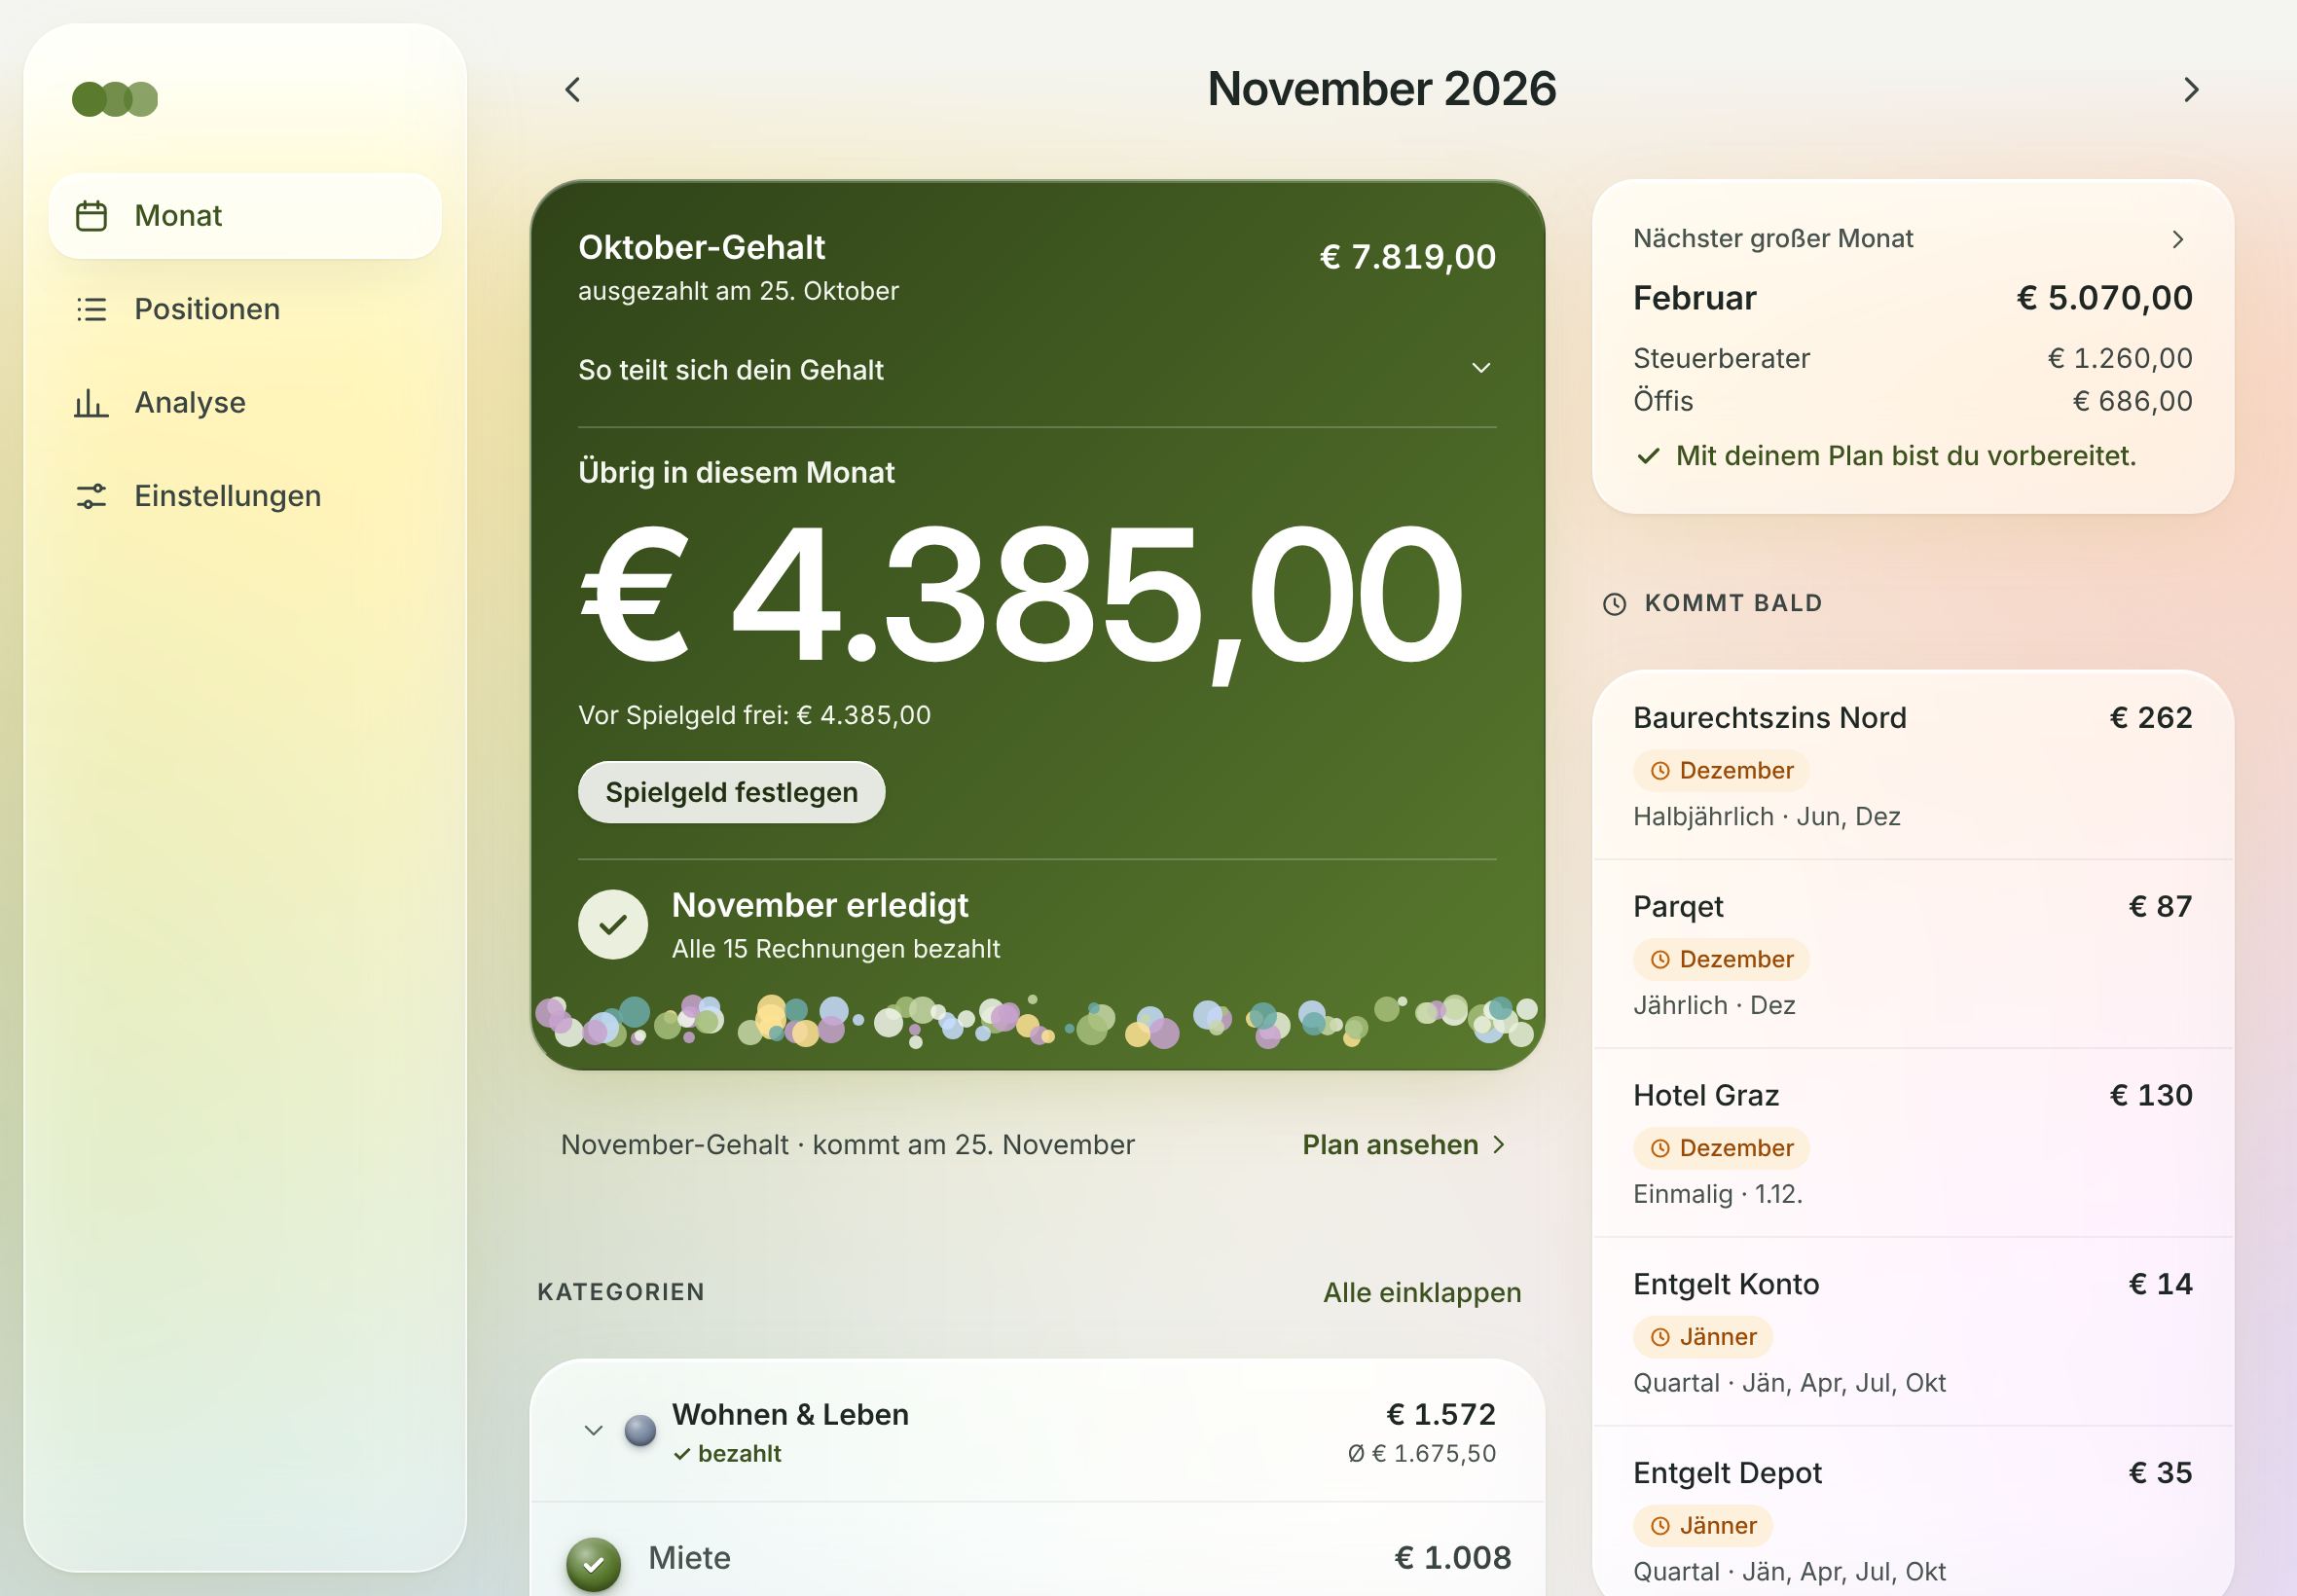 November 2026
Monat
Positionen
Analyse
Einstellungen
Oktober-Gehalt
€ 7.819,00
ausgezahlt am 25. Oktober
So teilt sich dein Gehalt
Übrig in diesem Monat
€ 4.385,00
Vor Spielgeld frei: € 4.385,00
Spielgeld festlegen
November erledigt
Alle 15 Rechnungen bezahlt
November-Gehalt · kommt am 25. November
Plan ansehen
KATEGORIEN
Alle einklappen
Wohnen & Leben
€ 1.572
bezahlt
Ø € 1.675,50
Miete
€ 1.008
Nächster großer Monat
Februar
€ 5.070,00
Steuerberater
€ 1.260,00
Öffis
€ 686,00
Mit deinem Plan bist du vorbereitet.
KOMMT BALD
Baurechtszins Nord
€ 262
Dezember
Halbjährlich · Jun, Dez
Parqet
€ 87
Dezember
Jährlich · Dez
Hotel Graz
€ 130
Dezember
Einmalig · 1.12.
Entgelt Konto
€ 14
Jänner
Quartal · Jän, Apr, Jul, Okt
Entgelt Depot
€ 35
Jänner
Quartal · Jän, Apr, Jul, Okt